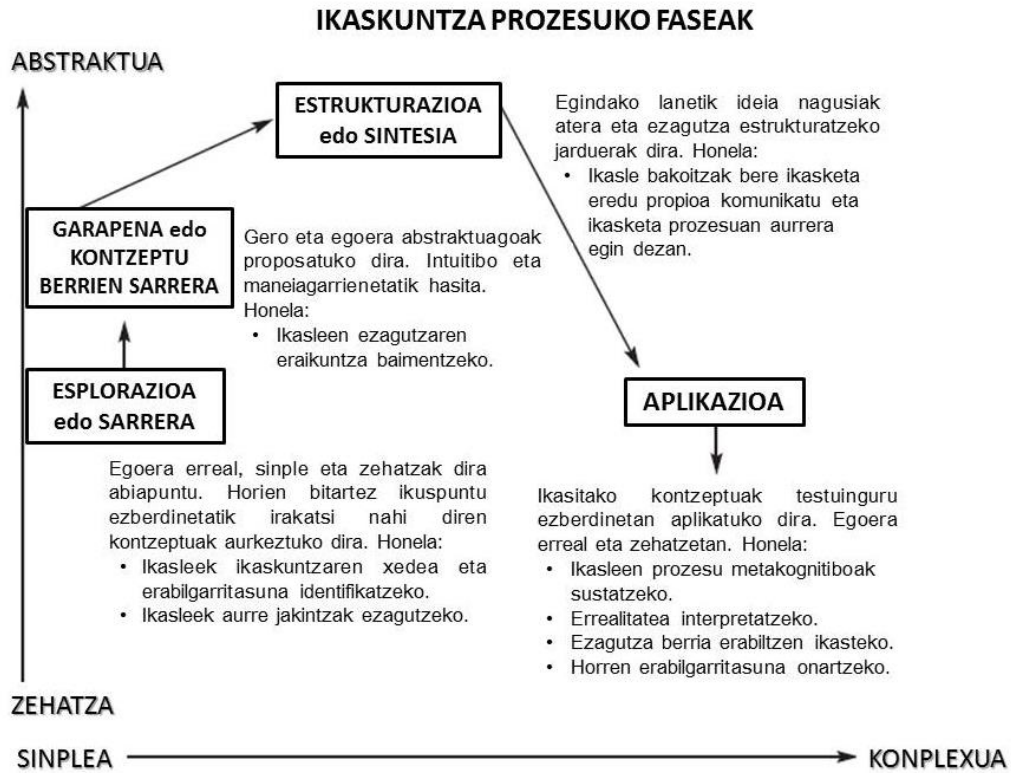 IKASKUNTZA PROZESUKO FASEAK
ABSTRAKTUA
ESTRUKTURAZIOA
edo SINTESIA
Egindako lanetik ideia nagusiak
atera eta ezagutza estrukturatzeko
jarduerak dira. Honela:
• Ikasle bakoitzak bere ikasketa
eredu propioa komunikatu eta
ikasketa prozesuan aurrera
egin dezan.
GARAPENA edo
KONTZEPTU
BERRIEN SARRERA
Gero eta egoera abstraktuagoak
proposatuko dira. Intuitibo eta
maneiagarrienetatik hasita.
Honela:
• Ikasleen ezagutzaren
eraikuntza baimentzeko.
ESPLORAZIOA
edo SARRERA
Egoera erreal, sinple eta zehatzak dira
abiapuntu. Horien bitartez ikuspuntu
ezberdinetatik irakatsi nahi diren
kontzeptuak aurkeztuko dira. Honela:
• Ikasleek ikaskuntzaren xedea eta
erabilgarritasuna identifikatzeko.
• Ikasleek aurre jakintzak ezagutzeko.
APLIKAZIOA
Ikasitako kontzeptuak testuinguru
ezberdinetan aplikatuko dira. Egoera
erreal eta zehatzetan. Honela:
• Ikasleen prozesu metakognitiboak
sustatzeko.
• Errealitatea interpretatzeko.
• Ezagutza berria erabiltzen ikasteko.
• Horren erabilgarritasuna onartzeko.
ZEHATZA
SINPLEA
KONPLEXUA